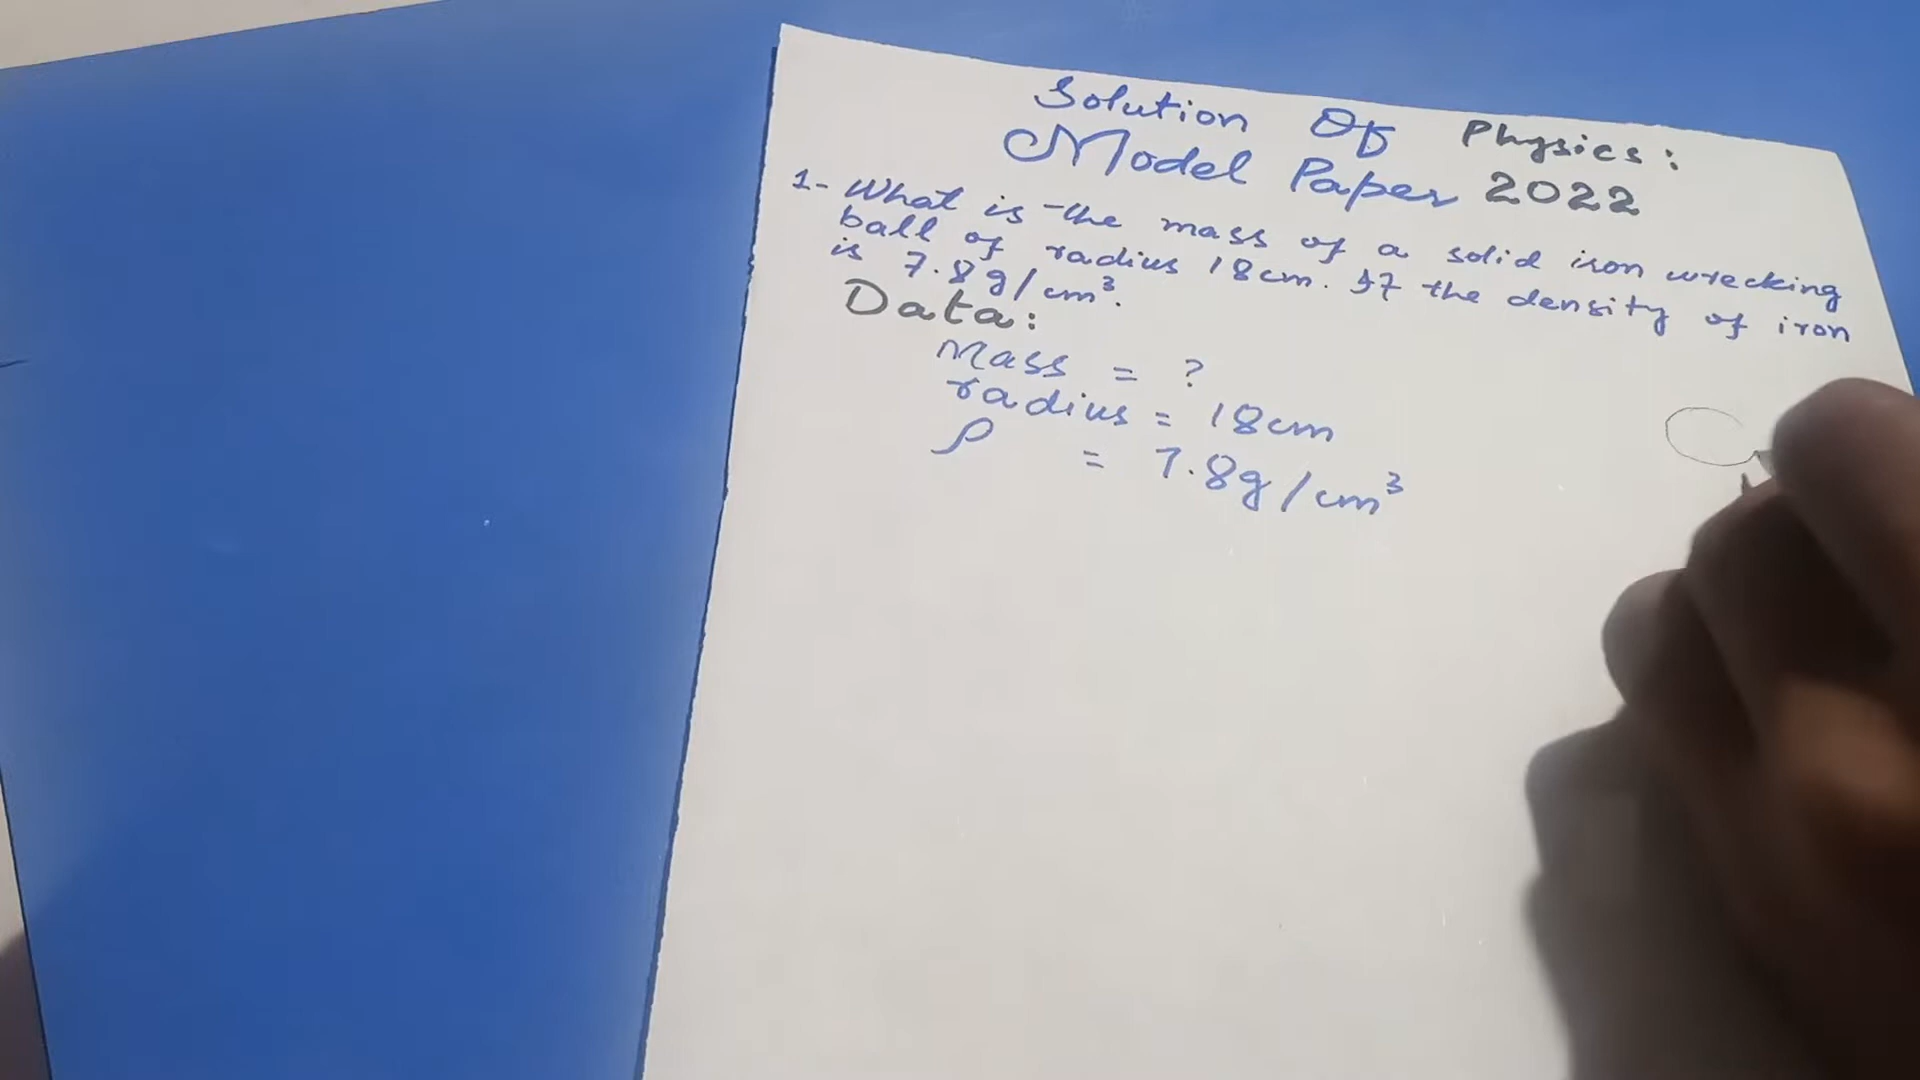 Solution Of Physics:
Model Paper 2022
1- What is the mass of a solid iron wrecking
ball of radius 18cm. If the density of iron
is 7.8g/cm³.
Data:
Mass = ?
radius = 18cm
ρ = 7.8g/cm³